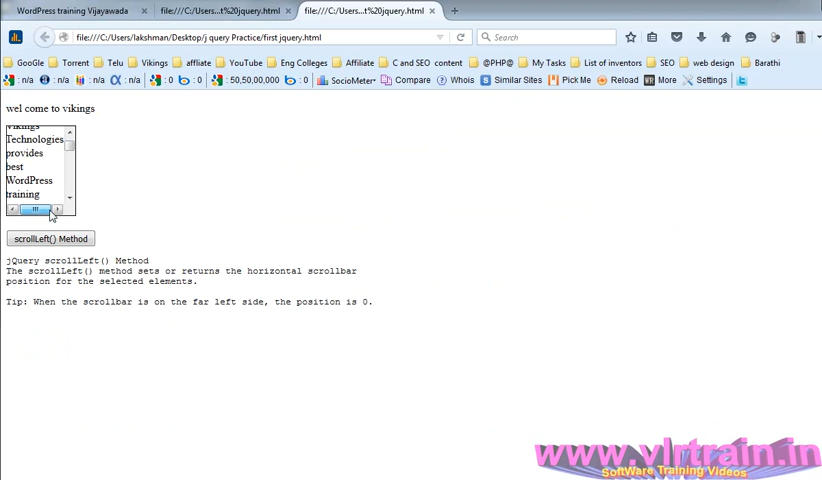 WordPress training Vijayawada
file:///C:/Users...t%20jquery.html
file:///C:/Users...t%20jquery.html
file:///C:/Users/lakshman/Desktop/j query Practice/first jquery.html
Search
GooGle Torrent Telu Vikings affliate YouTube Eng Colleges Affiliate C and SEO content @PHP@ My Tasks List of inventors SEO web design Barathi
: n/a : n/a : n/a : n/a : 0 : 0 : 50,50,00,000 SocioMeter Compare Whois Similar Sites Pick Me Reload WR More Settings
wel come to vikings
Vikings
Technologies
provides
best
WordPress
training
scrollLeft() Method
jQuery scrollLeft() Method
The scrollLeft() method sets or returns the horizontal scrollbar
position for the selected elements.
Tip: When the scrollbar is on the far left side, the position is 0.
www.vlrtrain.in
SoftWare Training Videos